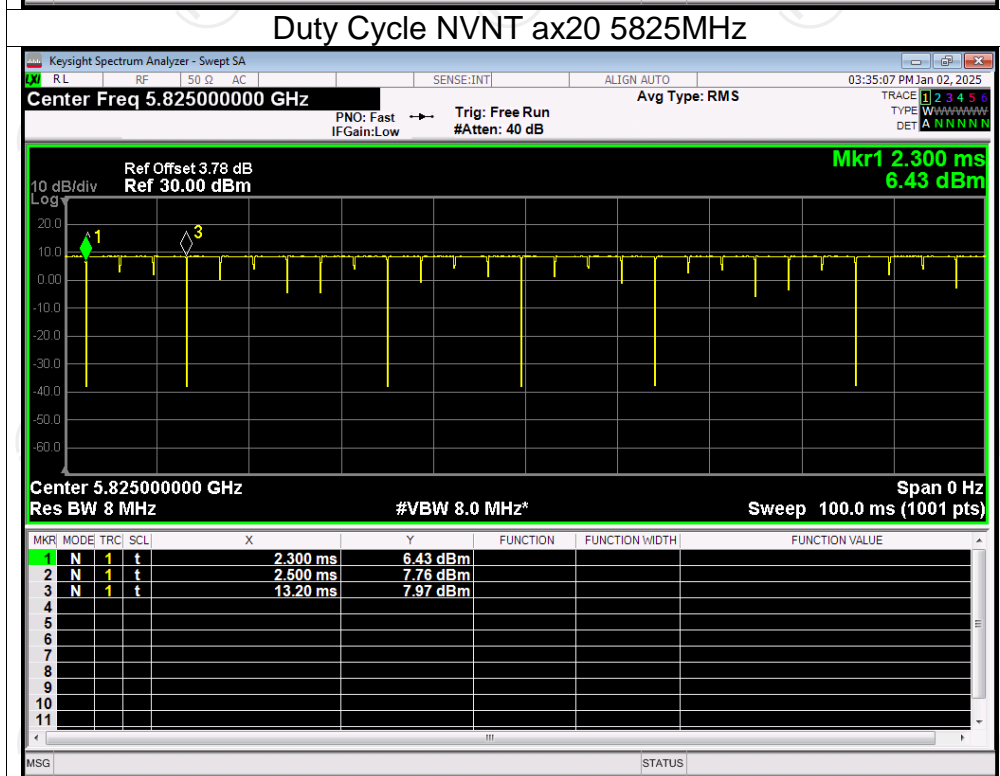 Duty Cycle NVNT ax20 5825MHz
Keysight Spectrum Analyzer - Swept SA
LXI RL RF 50 Ω AC SENSE:INT ALIGN AUTO 03:35:07 PM Jan 02, 2025
Center Freq 5.825000000 GHz Avg Type: RMS TRACE 1 2 3 4 5 6
PNO: Fast Trig: Free Run TYPE WWWWWW
IFGain:Low #Atten: 40 dB DET A N N N N N
Mkr1 2.300 ms
Ref Offset 3.78 dB 6.43 dBm
10 dB/div Ref 30.00 dBm
Log
1 3
20.0
10.0
0.00
-10.0
-20.0
-30.0
-40.0
-50.0
-60.0
Center 5.825000000 GHz Span 0 Hz
Res BW 8 MHz #VBW 8.0 MHz* Sweep 100.0 ms (1001 pts)
MKR MODE TRC SCL X Y FUNCTION FUNCTION WIDTH FUNCTION VALUE
1 N 1 t 2.300 ms 6.43 dBm
2 N 1 t 2.500 ms 7.76 dBm
3 N 1 t 13.20 ms 7.97 dBm
4
5
6
7
8
9
10
11
MSG STATUS